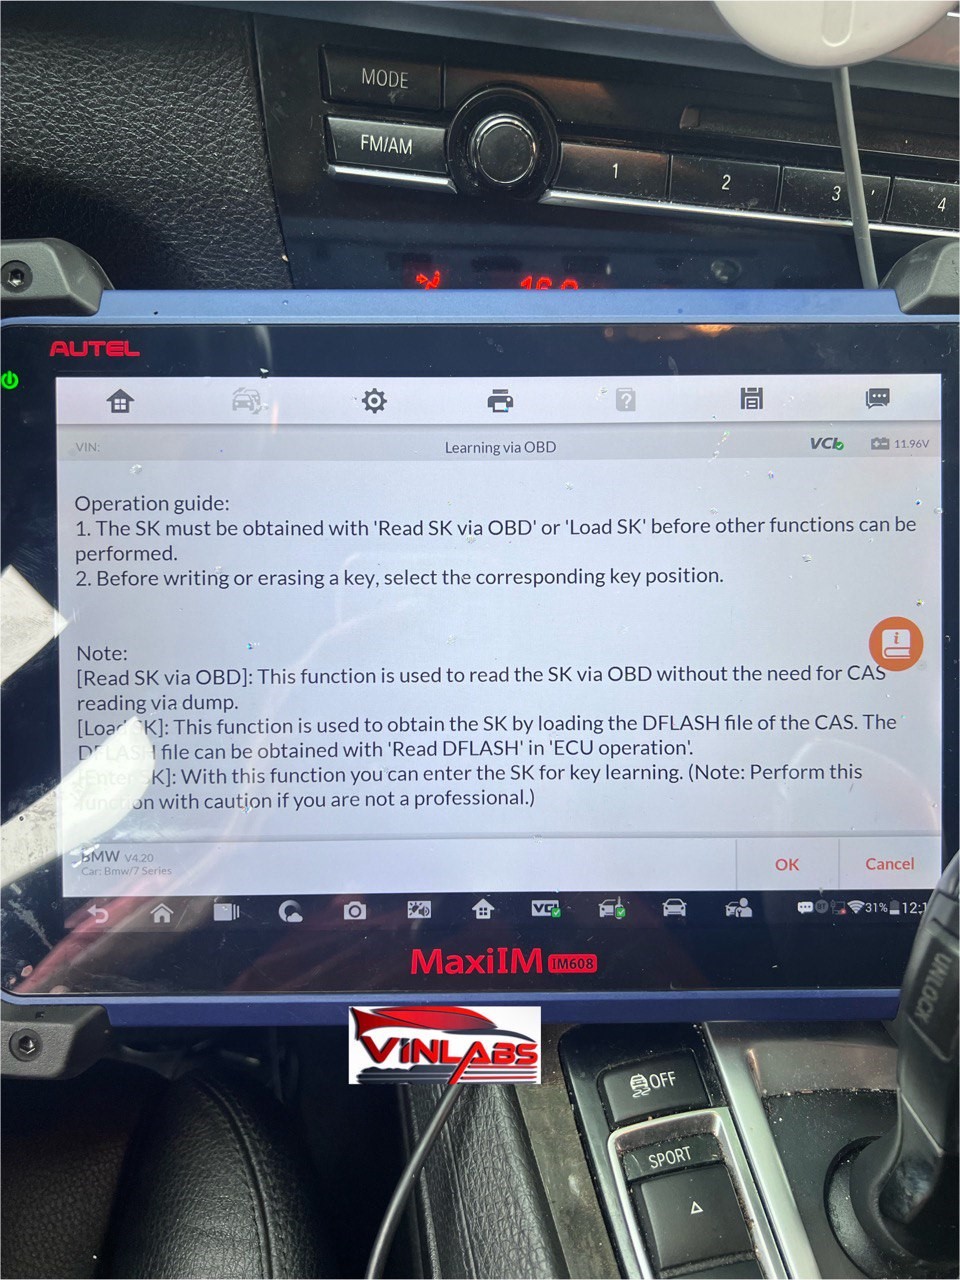 MODE
FM/AM
1
2
3
4
AUTEL
VIN:
Learning via OBD
VCI
11.96V
Operation guide:
1. The SK must be obtained with 'Read SK via OBD' or 'Load SK' before other functions can be
performed.
2. Before writing or erasing a key, select the corresponding key position.
Note:
[Read SK via OBD]: This function is used to read the SK via OBD without the need for CAS
reading via dump.
[Load SK]: This function is used to obtain the SK by loading the DFLASH file of the CAS. The
DFLASH file can be obtained with 'Read DFLASH' in 'ECU operation'.
[Enter SK]: With this function you can enter the SK for key learning. (Note: Perform this
function with caution if you are not a professional.)
BMW V4.20
Car: Bmw/7 Series
OK
Cancel
VCI
31%
MaxiIM IM608
UNLOCK
VINLABS
OFF
SPORT